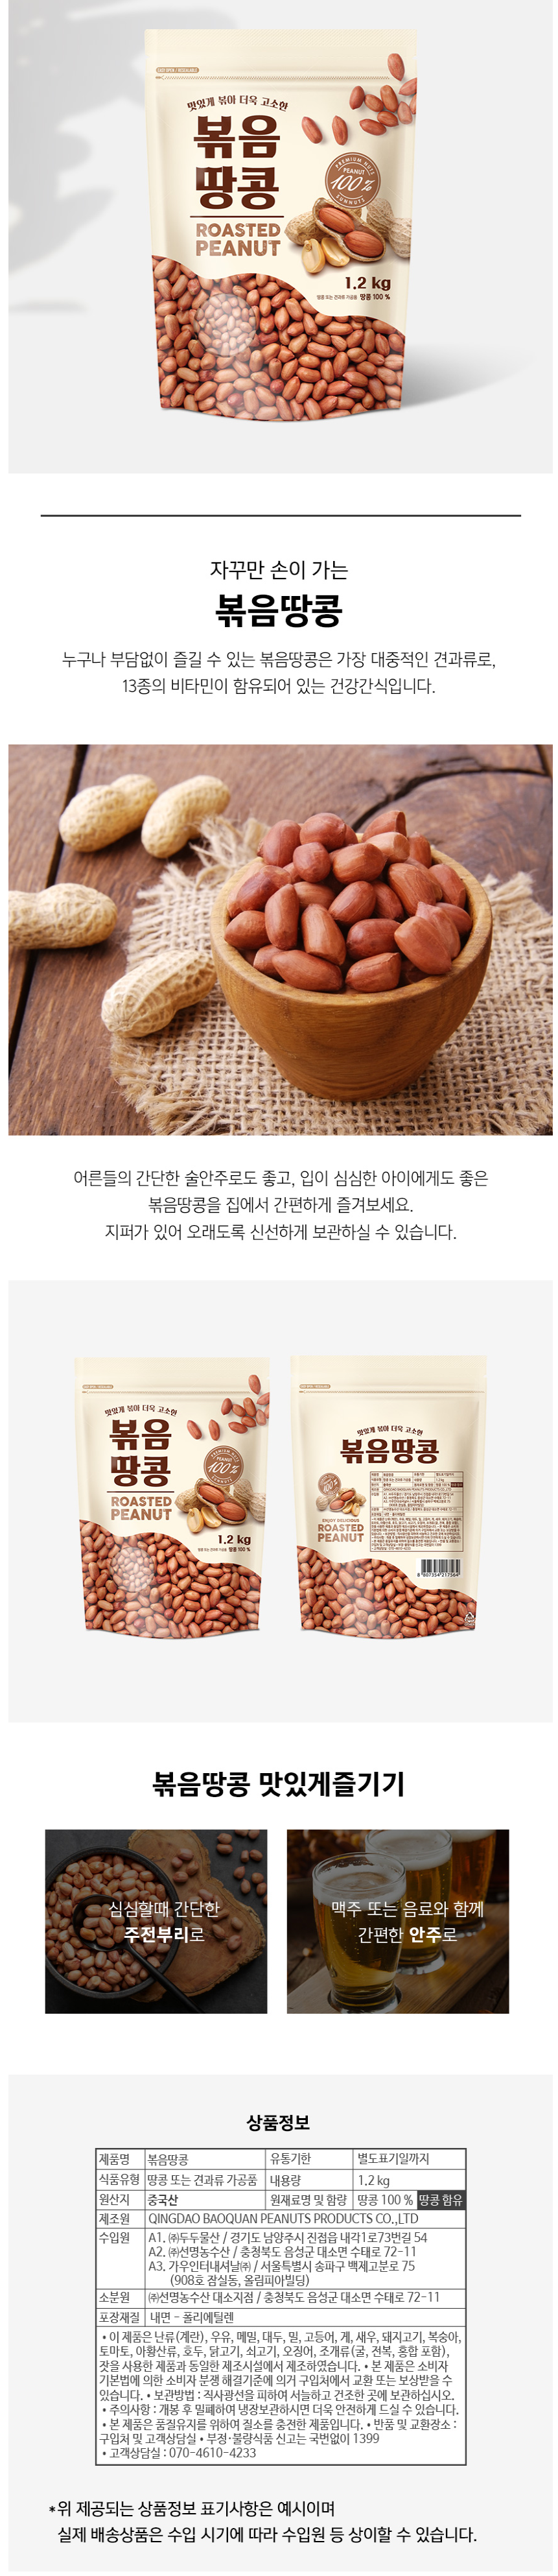 맛있게 볶아 더욱 고소한
볶음
땅콩
ROASTED
PEANUT
PREMIUM NUTS
PEANUT
100%
SUNNUTS
1.2 kg
땅콩 또는 견과류 가공품 땅콩 100 %
자꾸만 손이 가는
볶음땅콩
누구나 부담없이 즐길 수 있는 볶음땅콩은 가장 대중적인 견과류로,
13종의 비타민이 함유되어 있는 건강간식입니다.
어른들의 간단한 술안주로도 좋고, 입이 심심한 아이에게도 좋은
볶음땅콩을 집에서 간편하게 즐겨보세요.
지퍼가 있어 오래도록 신선하게 보관하실 수 있습니다.
맛있게 볶아 더욱 고소한
볶음
땅콩
ROASTED
PEANUT
PEANUT
100%
1.2 kg
땅콩 100 %
맛있게 볶아 더욱 고소한
볶음땅콩
ENJOY DELICIOUS
ROASTED
PEANUT
볶음땅콩 맛있게즐기기
심심할때 간단한
주전부리로
맥주 또는 음료와 함께
간편한 안주로
상품정보
제품명 볶음땅콩 유통기한 별도표기일까지
식품유형 땅콩 또는 견과류 가공품 내용량 1.2 kg
원산지 중국산 원재료명 및 함량 땅콩 100 % 땅콩 함유
제조원 QINGDAO BAOQUAN PEANUTS PRODUCTS CO.,LTD
수입원 A1. ㈜두두물산 / 경기도 남양주시 진접읍 내각1로73번길 54
A2. ㈜선명농수산 / 충청북도 음성군 대소면 수태로 72-11
A3. 가우인터내셔날㈜ / 서울특별시 송파구 백제고분로 75
(908호 잠실동, 올림피아빌딩)
소분원 ㈜선명농수산 대소지점 / 충청북도 음성군 대소면 수태로 72-11
포장재질 내면 - 폴리에틸렌
• 이 제품은 난류(계란), 우유, 메밀, 대두, 밀, 고등어, 게, 새우, 돼지고기, 복숭아,
토마토, 아황산류, 호두, 닭고기, 쇠고기, 오징어, 조개류(굴, 전복, 홍합 포함),
잣을 사용한 제품과 동일한 제조시설에서 제조하였습니다. • 본 제품은 소비자
기본법에 의한 소비자 분쟁 해결기준에 의거 구입처에서 교환 또는 보상받을 수
있습니다. • 보관방법 : 직사광선을 피하여 서늘하고 건조한 곳에 보관하십시오.
• 주의사항 : 개봉 후 밀폐하여 냉장보관하시면 더욱 안전하게 드실 수 있습니다.
• 본 제품은 품질유지를 위하여 질소를 충전한 제품입니다. • 반품 및 교환장소 :
구입처 및 고객상담실 • 부정·불량식품 신고는 국번없이 1399
• 고객상담실 : 070-4610-4233
*위 제공되는 상품정보 표기사항은 예시이며
실제 배송상품은 수입 시기에 따라 수입원 등 상이할 수 있습니다.